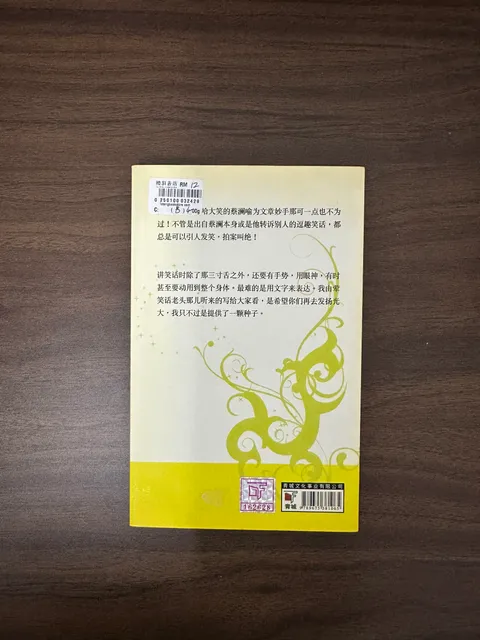 RM 12
哈大笑的蔡澜喻为文章妙手那可一点也不为
过！不管是出自蔡澜本身或是他转诉别人的逗趣笑话，都
总是可以引人发笑，拍案叫绝！
讲笑话时除了那三寸舌之外，还要有手势，用眼神，有时
甚至要动用到整个身体。最难的是用文字来表达。我由
笑话老头那儿听来的写给大家看，是希望你们再去发扬光
大，我只不过是提供了一颗种子。
青城文化事业有限公司
青城